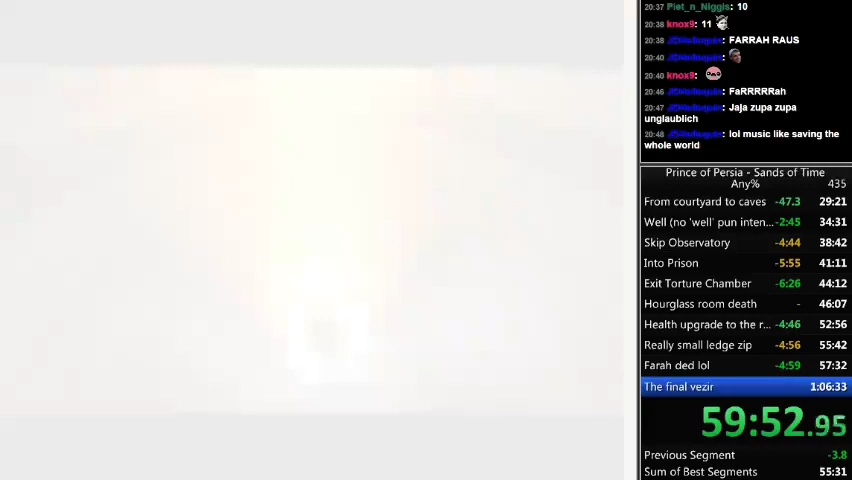 20:37 Piet_n_Niggls: 10
20:38 knox9: 11
20:38 : FARRAH RAUS
20:40 :
20:40 knox9:
20:46 : FaRRRRRah
20:47 : Jaja zupa zupa
unglaublich
20:48 : lol music like saving the
whole world
Prince of Persia - Sands of Time
Any% 435
From courtyard to caves -47.3 29:21
Well (no 'well' pun inten... -2:45 34:31
Skip Observatory -4:44 38:42
Into Prison -5:55 41:11
Exit Torture Chamber -6:26 44:12
Hourglass room death - 46:07
Health upgrade to the r... -4:46 52:56
Really small ledge zip -4:56 55:42
Farah ded lol -4:59 57:32
The final vezir 1:06:33
59:52.95
Previous Segment -3.8
Sum of Best Segments 55:31